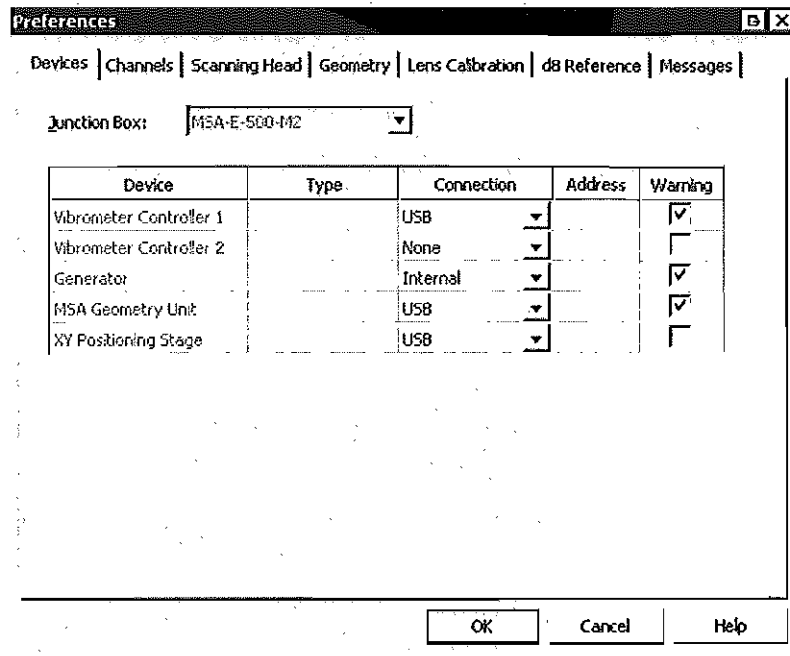 Preferences
Devices Channels Scanning Head Geometry Lens Calibration dB Reference Messages
Junction Box: MSA-E-500-M2
Device Type Connection Address Warning
Vibrometer Controller 1 USB
Vibrometer Controller 2 None
Generator Internal
MSA Geometry Unit USB
XY Positioning Stage USB
OK Cancel Help